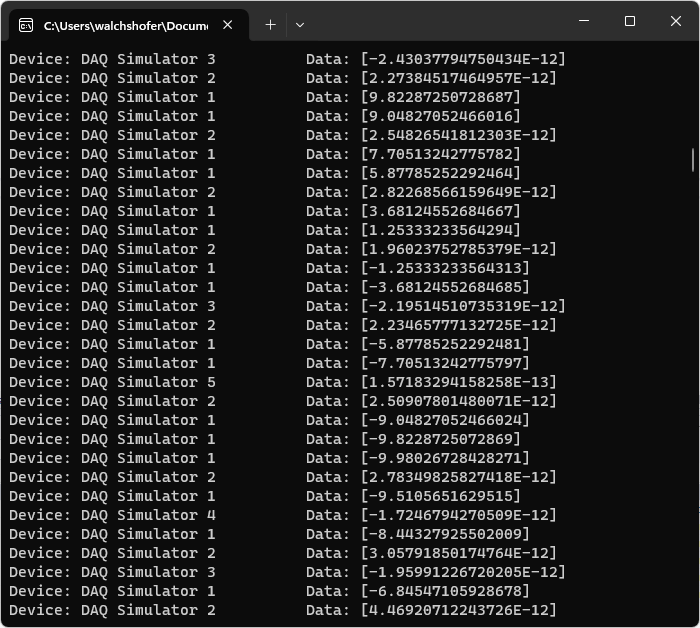 C:\Users\walchshofer\Docume
Device: DAQ Simulator 3 Data: [-2.43037794750434E-12]
Device: DAQ Simulator 2 Data: [2.27384517464957E-12]
Device: DAQ Simulator 1 Data: [9.82287250728687]
Device: DAQ Simulator 1 Data: [9.04827052466016]
Device: DAQ Simulator 2 Data: [2.54826541812303E-12]
Device: DAQ Simulator 1 Data: [7.70513242775782]
Device: DAQ Simulator 1 Data: [5.87785252292464]
Device: DAQ Simulator 2 Data: [2.82268566159649E-12]
Device: DAQ Simulator 1 Data: [3.68124552684667]
Device: DAQ Simulator 1 Data: [1.25333233564294]
Device: DAQ Simulator 2 Data: [1.96023752785379E-12]
Device: DAQ Simulator 1 Data: [-1.25333233564313]
Device: DAQ Simulator 1 Data: [-3.68124552684685]
Device: DAQ Simulator 3 Data: [-2.19514510735319E-12]
Device: DAQ Simulator 2 Data: [2.23465777132725E-12]
Device: DAQ Simulator 1 Data: [-5.87785252292481]
Device: DAQ Simulator 1 Data: [-7.70513242775797]
Device: DAQ Simulator 5 Data: [1.57183294158258E-13]
Device: DAQ Simulator 2 Data: [2.50907801480071E-12]
Device: DAQ Simulator 1 Data: [-9.04827052466024]
Device: DAQ Simulator 1 Data: [-9.8228725072869]
Device: DAQ Simulator 1 Data: [-9.98026728428271]
Device: DAQ Simulator 2 Data: [2.78349825827418E-12]
Device: DAQ Simulator 1 Data: [-9.5105651629515]
Device: DAQ Simulator 4 Data: [-1.7246794270509E-12]
Device: DAQ Simulator 1 Data: [-8.44327925502009]
Device: DAQ Simulator 2 Data: [3.05791850174764E-12]
Device: DAQ Simulator 3 Data: [-1.95991226720205E-12]
Device: DAQ Simulator 1 Data: [-6.84547105928678]
Device: DAQ Simulator 2 Data: [4.46920712243726E-12]